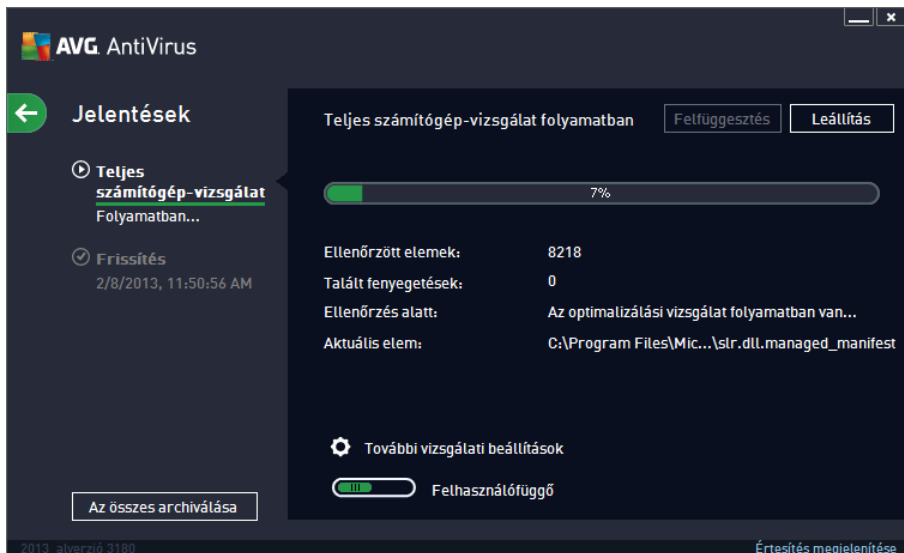 AVG AntiVirus
Jelentések
Teljes
számítógép-vizsgálat
Folyamatban...
Frissítés
2/8/2013, 11:50:56 AM
Az összes archiválása
Teljes számítógép-vizsgálat folyamatban
Felfüggesztés
Leállítás
7%
Ellenőrzött elemek: 8218
Talált fenyegetések: 0
Ellenőrzés alatt: Az optimalizálási vizsgálat folyamatban van...
Aktuális elem: C:\Program Files\Mic...\slr.dll.managed_manifest
További vizsgálati beállítások
Felhasználófüggő
2013 alverzió 3180
Értesítés megjelenítése